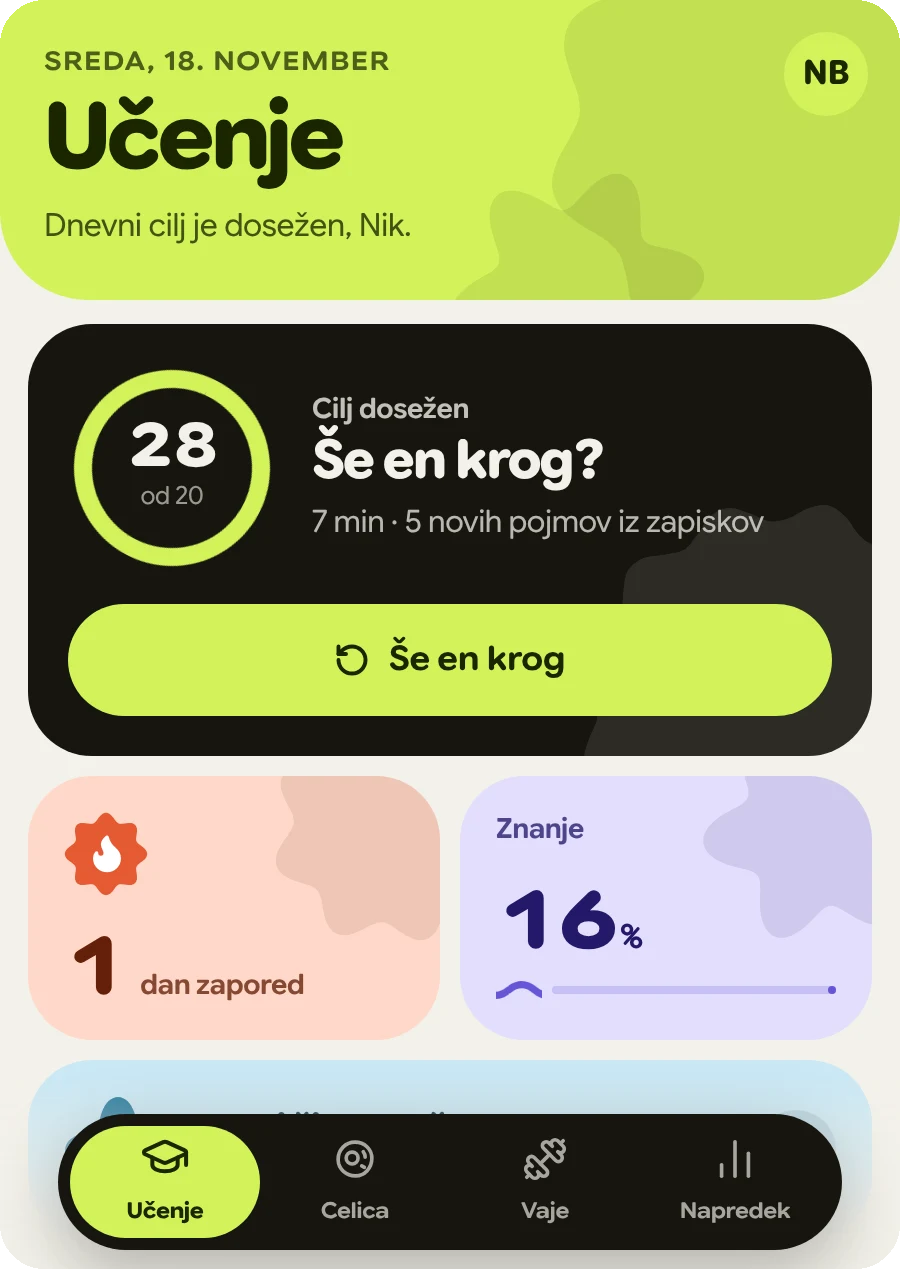 SREDA, 18. NOVEMBER
NB
Učenje
Dnevni cilj je dosežen, Nik.
28
od 20
Cilj dosežen
Še en krog?
7 min · 5 novih pojmov iz zapiskov
Še en krog
1 dan zapored
Znanje
16%
Učenje
Celica
Vaje
Napredek